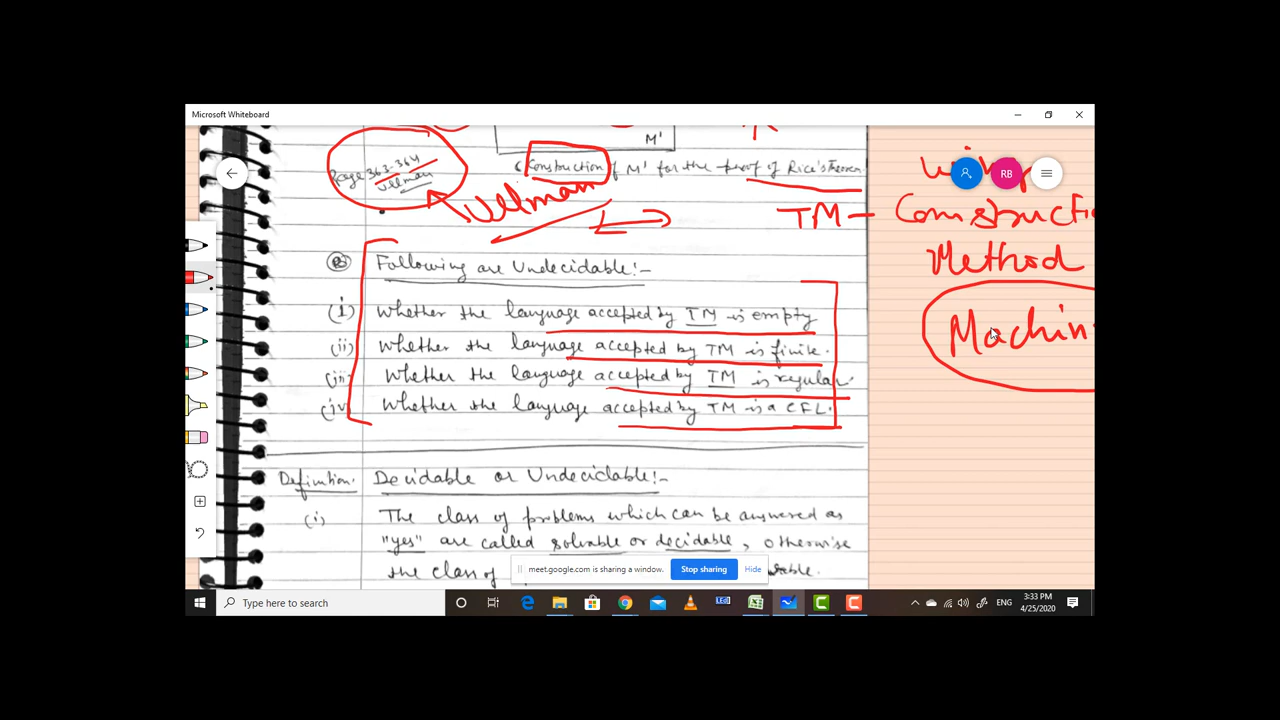 Microsoft Whiteboard
M'
Page 363-364
Ullman
(Construction of M' for the proof of Rice's Theorem
Ullman
L
using
RB
TM - Constructi
Method
Machin
Following are Undecidable:-
(i) Whether the language accepted by TM is empty
(ii) Whether the language accepted by TM is finite.
(iii) Whether the language accepted by TM is regular.
(iv) Whether the language accepted by TM is a CFL.
Definition. Decidable or Undecidable:-
(i) The class of problems which can be answered as
"yes" are called solvable or decidable, otherwise
the class of
meet.google.com is sharing a window. Stop sharing Hide
Type here to search
LEO
ENG
3:33 PM
4/25/2020